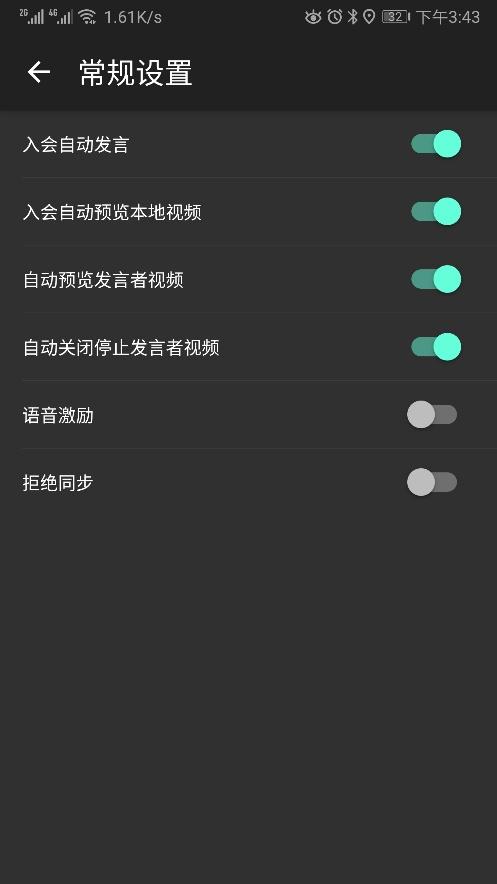 2G 4G 1.61K/s 32 下午3:43
常规设置
入会自动发言
入会自动预览本地视频
自动预览发言者视频
自动关闭停止发言者视频
语音激励
拒绝同步